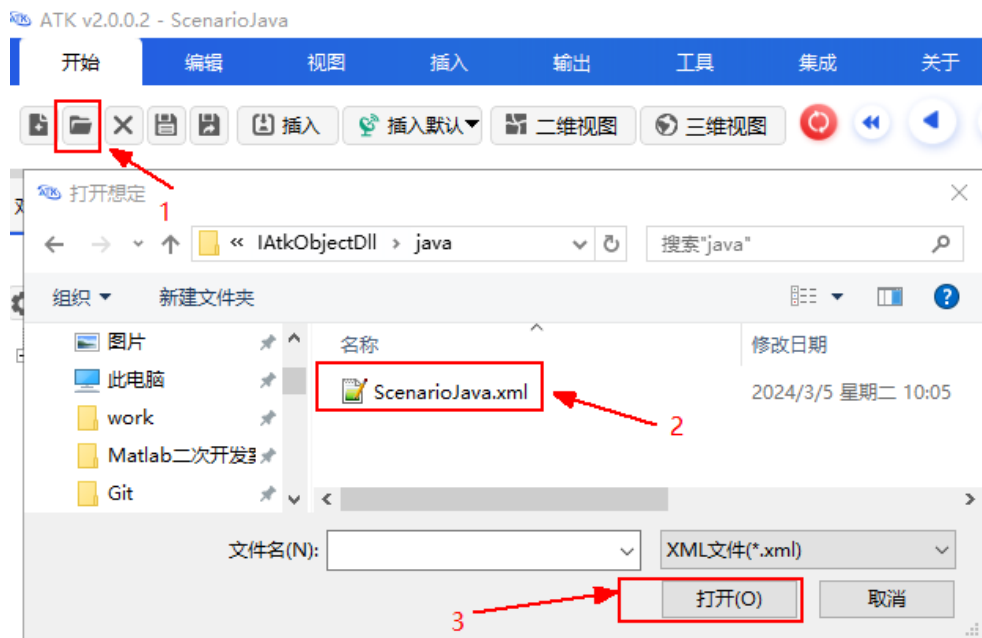 ATK v2.0.0.2 - ScenarioJava
开始 编辑 视图 插入 输出 工具 集成 关于
插入 插入默认 二维视图 三维视图
ATK 打开想定
1
« IAtkObjectDll › java 搜索"java"
组织 新建文件夹
图片 名称 修改日期
此电脑 ScenarioJava.xml 2024/3/5 星期二 10:05
work 2
Matlab二次开发
Git
文件名(N): XML文件(*.xml)
打开(O) 取消
3